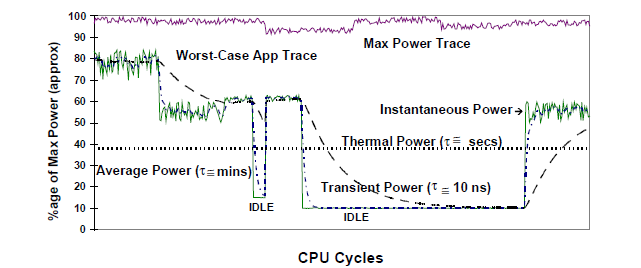 100
90
80
70
60
50
40
30
20
10
0
%age of Max Power (approx)
Worst-Case App Trace
Max Power Trace
Instantaneous Power
Thermal Power (τ ≅ secs)
Average Power (τ ≅ mins)
Transient Power (τ ≅ 10 ns)
IDLE
IDLE
CPU Cycles